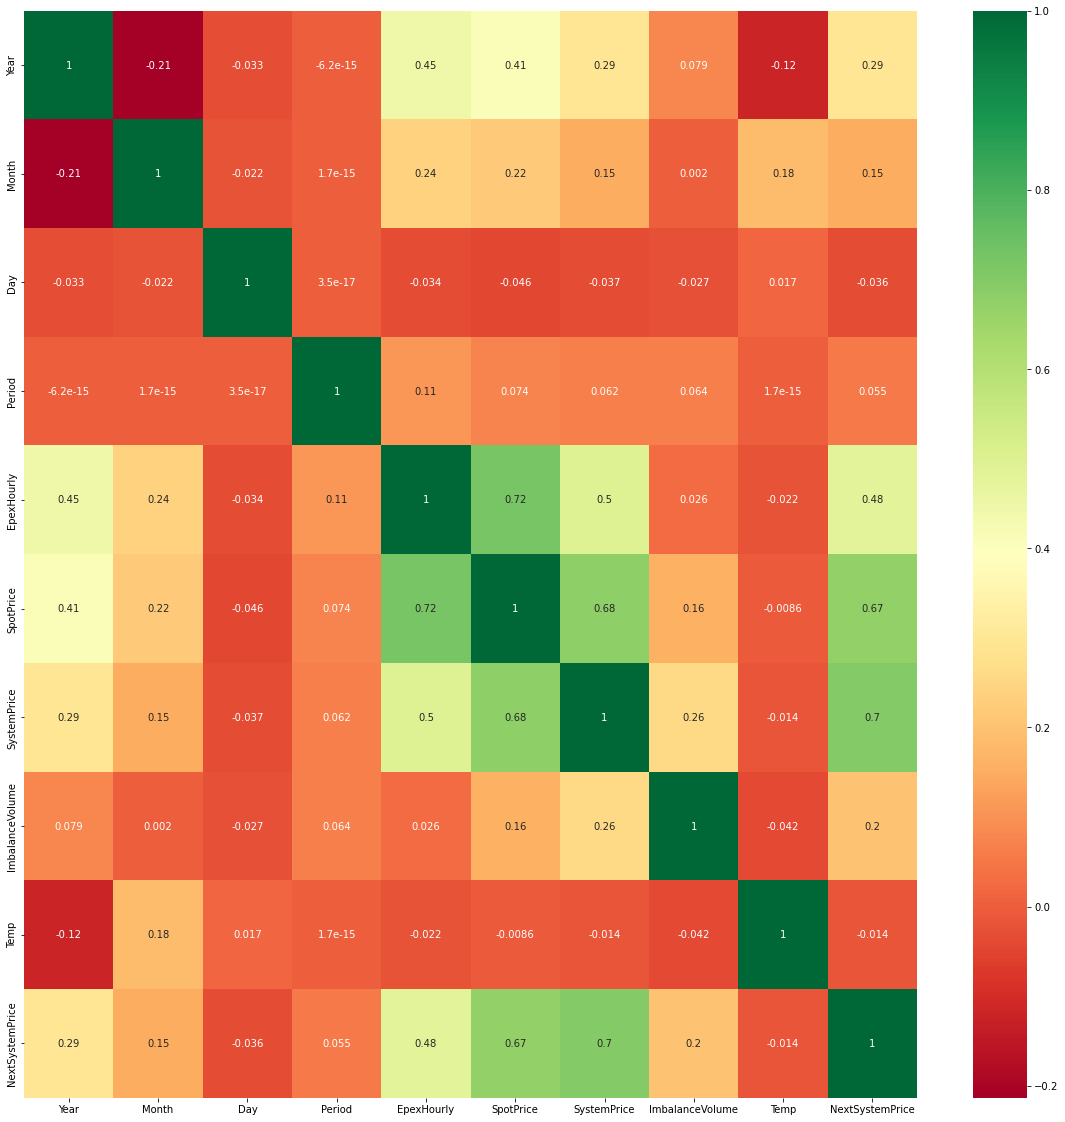 Year 1 -0.21 -0.033 -6.2e-15 0.45 0.41 0.29 0.079 -0.12 0.29
Month -0.21 1 -0.022 1.7e-15 0.24 0.22 0.15 0.002 0.18 0.15
Day -0.033 -0.022 1 3.5e-17 -0.034 -0.046 -0.037 -0.027 0.017 -0.036
Period -6.2e-15 1.7e-15 3.5e-17 1 0.11 0.074 0.062 0.064 1.7e-15 0.055
EpexHourly 0.45 0.24 -0.034 0.11 1 0.72 0.5 0.026 -0.022 0.48
SpotPrice 0.41 0.22 -0.046 0.074 0.72 1 0.68 0.16 -0.0086 0.67
SystemPrice 0.29 0.15 -0.037 0.062 0.5 0.68 1 0.26 -0.014 0.7
ImbalanceVolume 0.079 0.002 -0.027 0.064 0.026 0.16 0.26 1 -0.042 0.2
Temp -0.12 0.18 0.017 1.7e-15 -0.022 -0.0086 -0.014 -0.042 1 -0.014
NextSystemPrice 0.29 0.15 -0.036 0.055 0.48 0.67 0.7 0.2 -0.014 1
Year Month Day Period EpexHourly SpotPrice SystemPrice ImbalanceVolume Temp NextSystemPrice
1.0
0.8
0.6
0.4
0.2
0.0
−0.2